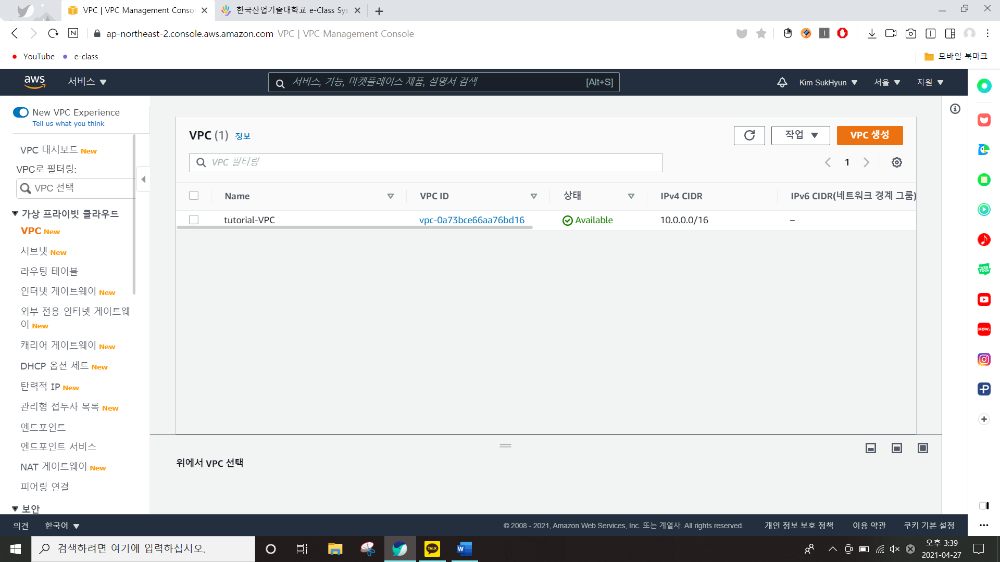 VPC | VPC Management Consol
한국산업기술대학교 e-Class Sys
ap-northeast-2.console.aws.amazon.com VPC | VPC Management Console
YouTube
e-class
모바일 북마크
aws
서비스
서비스, 기능, 마켓플레이스 제품, 설명서 검색
[Alt+S]
Kim SukHyun
서울
지원
New VPC Experience
Tell us what you think
VPC 대시보드 New
VPC로 필터링:
VPC 선택
가상 프라이빗 클라우드
VPC New
서브넷 New
라우팅 테이블
인터넷 게이트웨이 New
외부 전용 인터넷 게이트웨
이 New
캐리어 게이트웨이 New
DHCP 옵션 세트 New
탄력적 IP New
관리형 접두사 목록 New
엔드포인트
엔드포인트 서비스
NAT 게이트웨이 New
피어링 연결
보안
VPC (1) 정보
작업
VPC 생성
VPC 필터링
1
Name
VPC ID
상태
IPv4 CIDR
IPv6 CIDR(네트워크 경계 그룹)
tutorial-VPC
vpc-0a73bce66aa76bd16
Available
10.0.0.0/16
–
위에서 VPC 선택
WEB
TOON
NOW.
의견
한국어
© 2008 - 2021, Amazon Web Services, Inc. 또는 계열사. All rights reserved.
개인 정보 보호 정책
이용 약관
쿠키 기본 설정
검색하려면 여기에 입력하십시오.
TALK
W
오후 3:39
2021-04-27